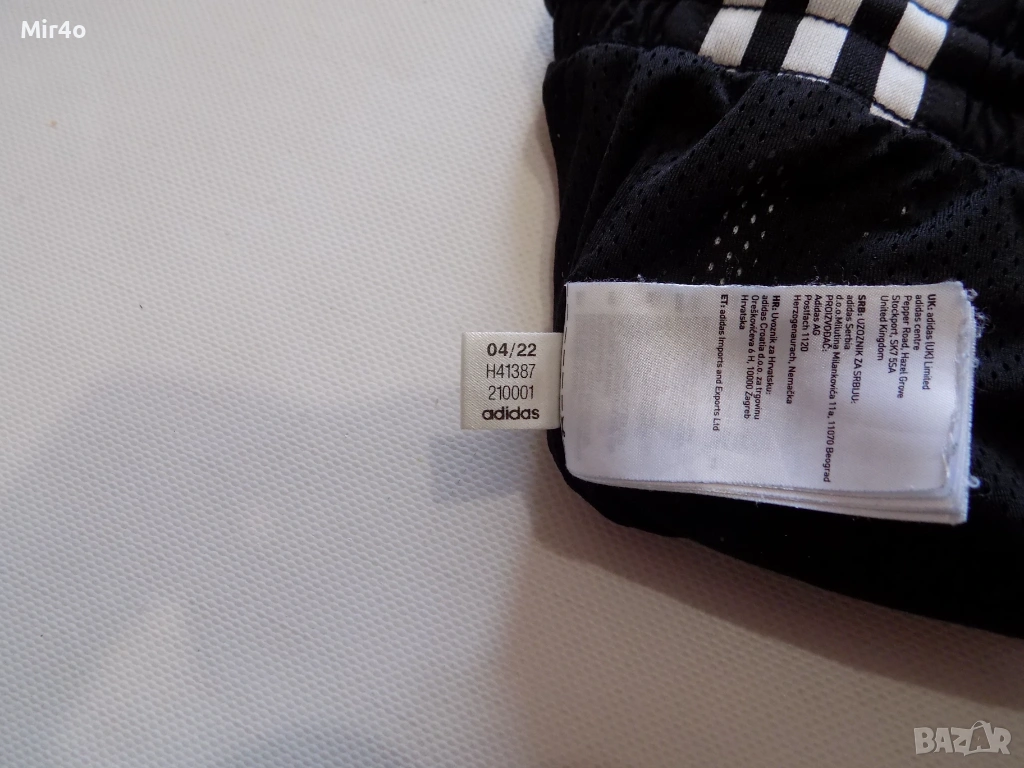 Mir4o
04/22
H41387
210001
adidas
UK: adidas (UK) Limited
adidas centre
Pepper Road, Hazel Grove
Stockport, SK7 5SA
United Kingdom
SRB: UZOZNIK ZA SRBIJU:
adidas Serbia
d.o.o.Milutina Milankovića 11a, 11070 Beograd
PROIZVOĐAČ:
Adidas AG
Postfach 1120
Herzogenaurach, Nemačka
HR: Uvoznik za Hrvatsku:
adidas Croatia d.o.o. za trgovinu
Oreškovićeva 6 H, 10000 Zagreb
Hrvatska
ET: adidas Imports and Exports Ltd
BAZAR